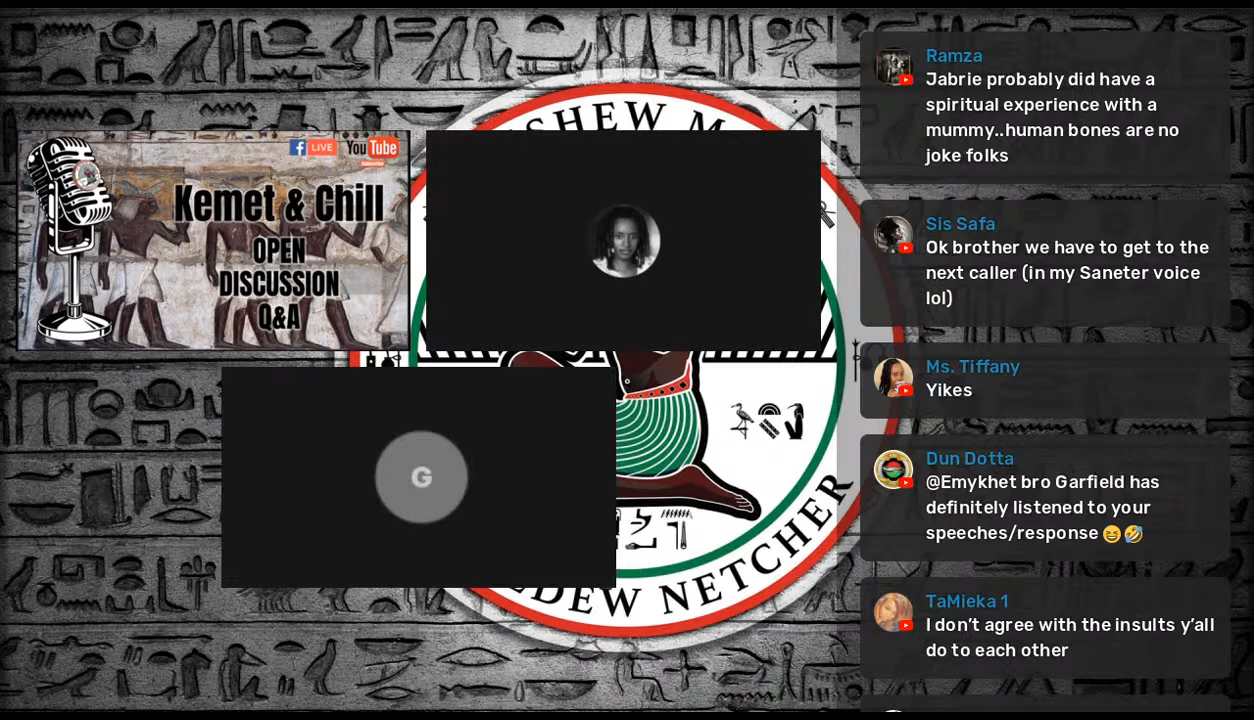 SHEW M
LIVE
YouTube
Kemet & Chill
OPEN
DISCUSSION
Q&A
G
DEW NETCHER
Ramza
Jabrie probably did have a
spiritual experience with a
mummy..human bones are no
joke folks
Sis Safa
Ok brother we have to get to the
next caller (in my Saneter voice
lol)
Ms. Tiffany
Yikes
Dun Dotta
@Emykhet bro Garfield has
definitely listened to your
speeches/response 😆🤣
TaMieka 1
I don’t agree with the insults y’all
do to each other